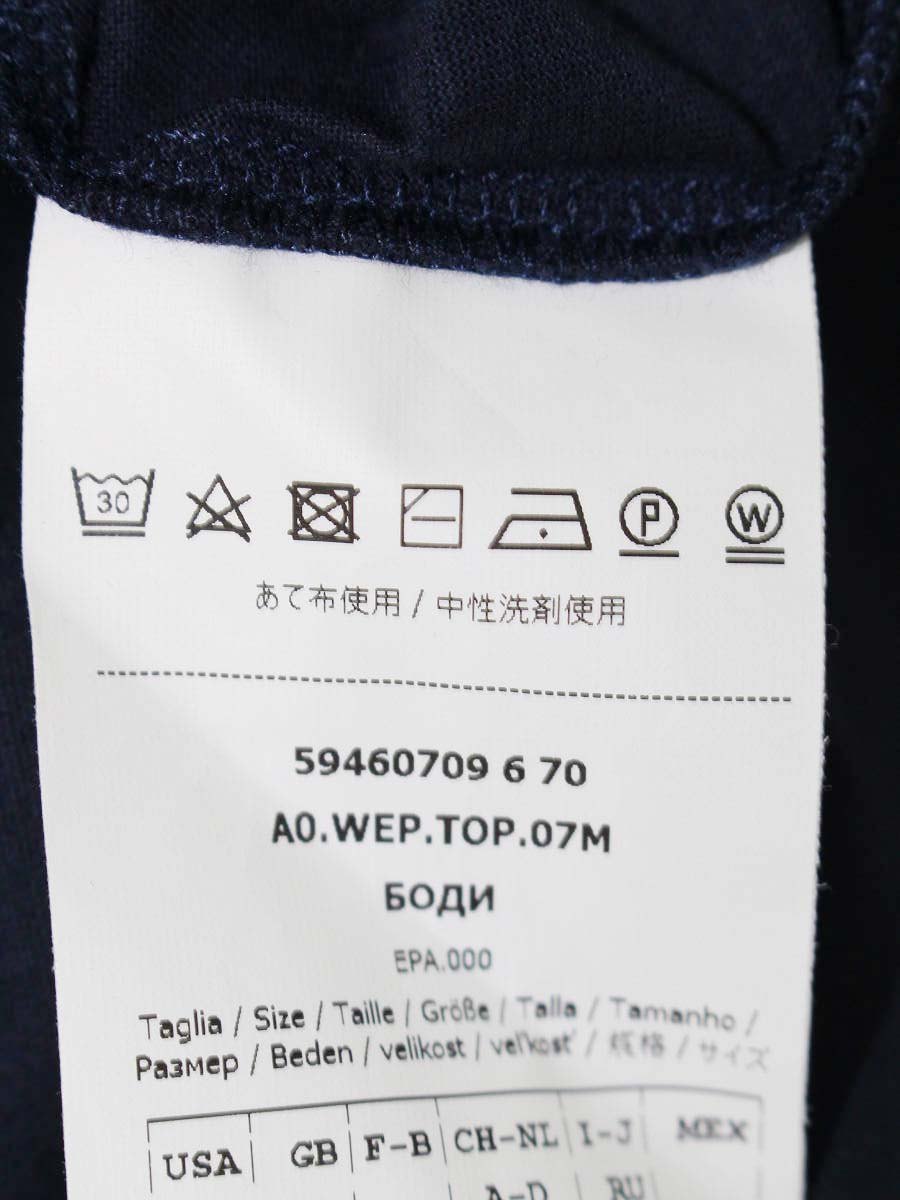 30 P W
あて布使用 / 中性洗剤使用
59460709 6 70
A0.WEP.TOP.07M
БОДИ
EPA.000
Taglia / Size / Taille / Größe / Talla / Tamanho /
Размер / Beden / velikost / vel'kost' / 规格 / サイズ
USA GB F-B CH-NL I-J MEX
A-D RU